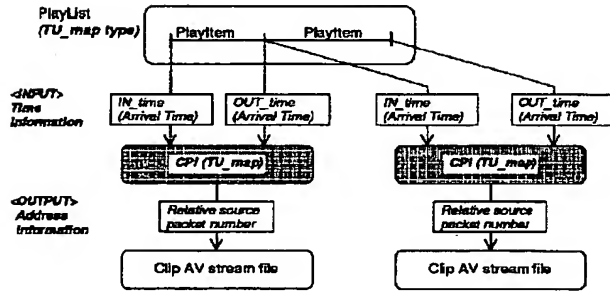 PlayList
(TU_map type)
PlayItem PlayItem
<INPUT>
Time
Information
IN_time
(Arrival Time)
OUT_time
(Arrival Time)
IN_time
(Arrival Time)
OUT_time
(Arrival Time)
CPI (TU_map)
CPI (TU_map)
<OUTPUT>
Address
Information
Relative source
packet number
Relative source
packet number
Clip AV stream file
Clip AV stream file